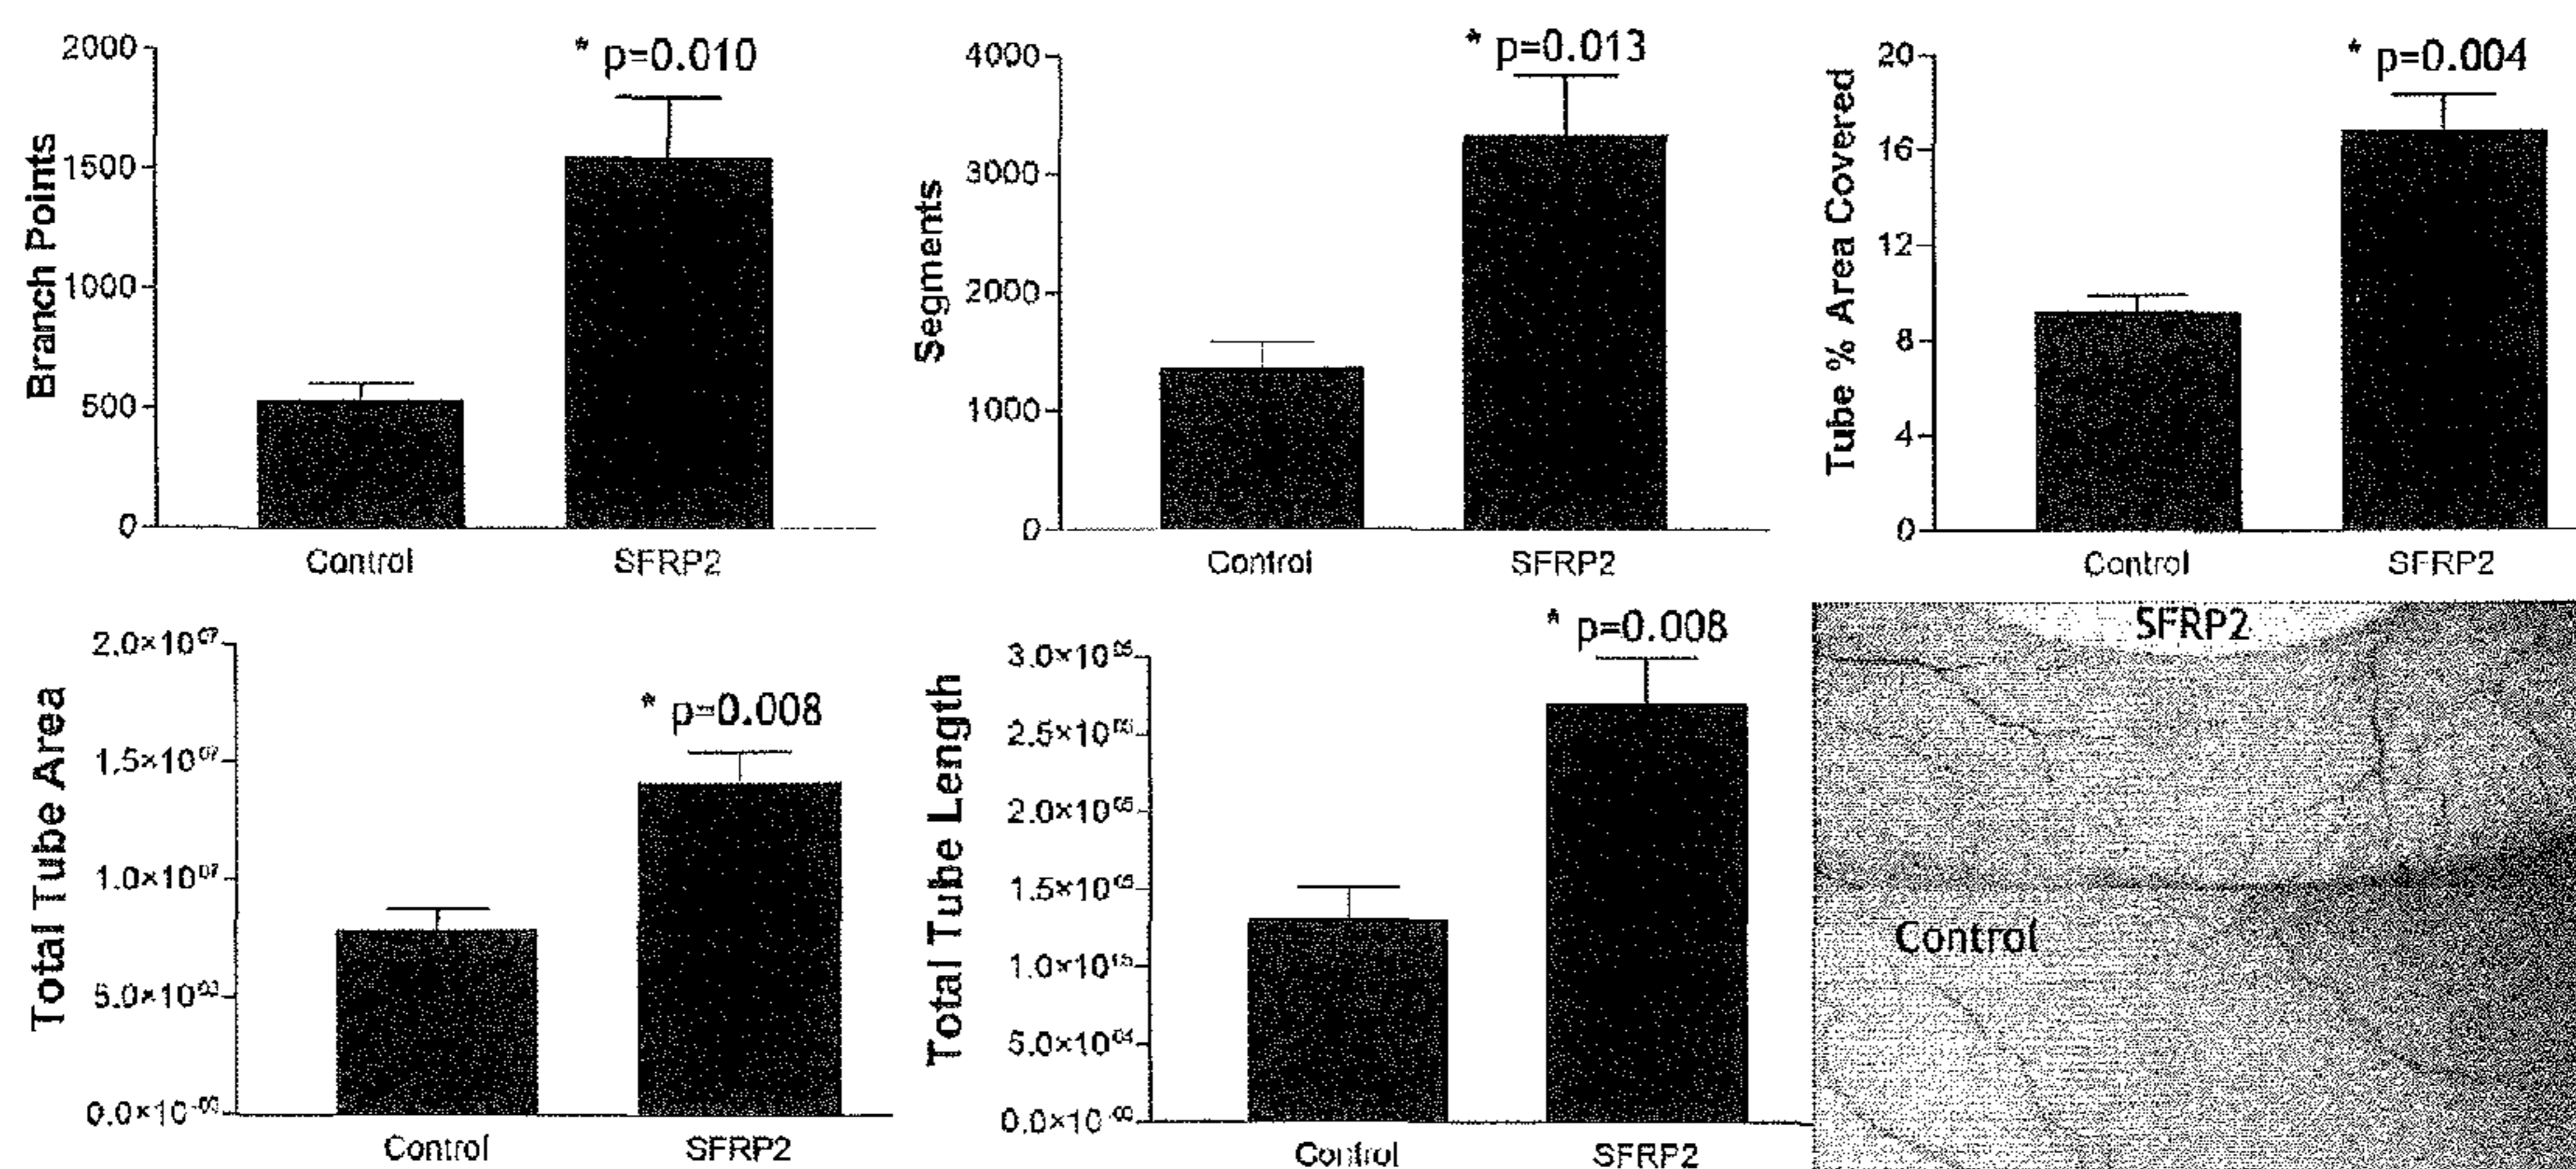 Branch Points
2000
1500
1000
500
0
* p=0.010
Control
SFRP2
Segments
4000
3000
2000
1000
0
* p=0.013
Control
SFRP2
Tube % Area Covered
20
16
12
8
4
0
* p=0.004
Control
SFRP2
Total Tube Area
2.0×10⁰⁷
1.5×10⁰⁷
1.0×10⁰⁷
* p=0.008
Control
SFRP2
Total Tube Length
5.0×10⁰⁴
* p=0.008
Control
SFRP2
SFRP2
Control